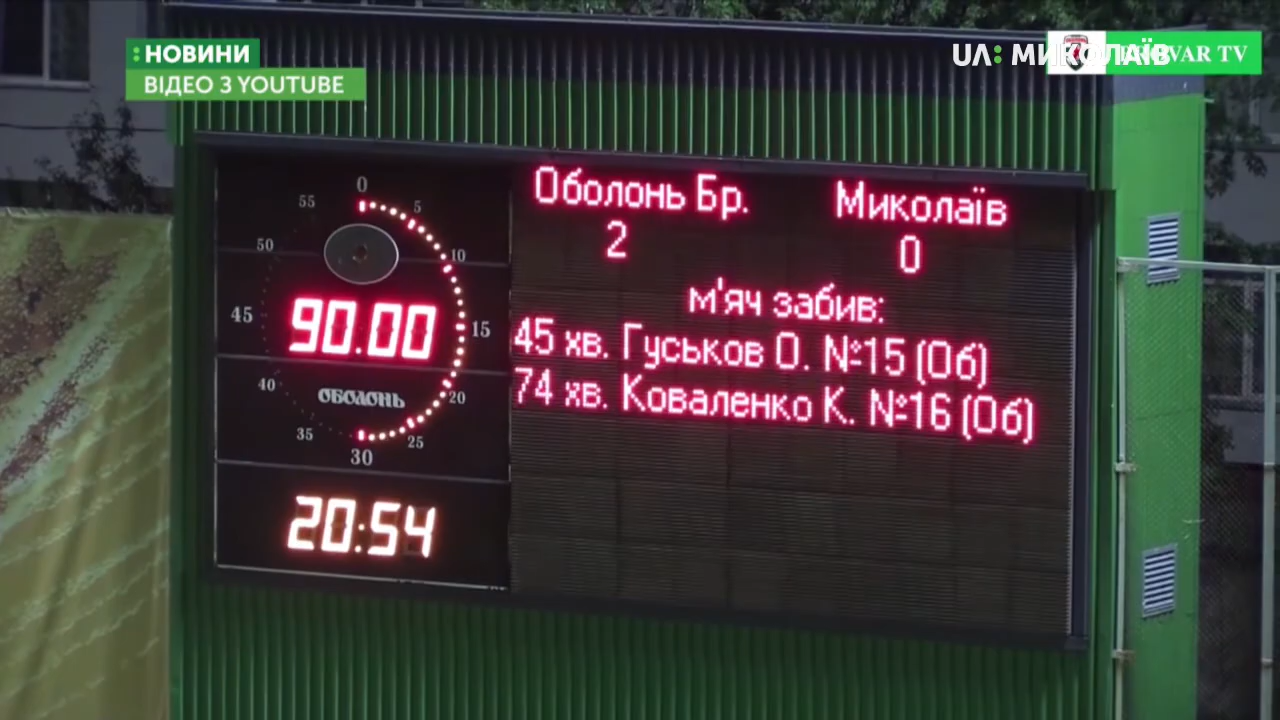 НОВИНИ
ВІДЕО З YOUTUBE
UA: МИКОЛАЇВ
TV
Оболонь Бр. Миколаїв
2 0
м'яч забив:
45 хв. Гуськов О. №15 (Об)
74 хв. Коваленко К. №16 (Об)
0
55 5
50 10
45 90.00 15
40 ОБОЛОНЬ 20
35 25
30
20:54